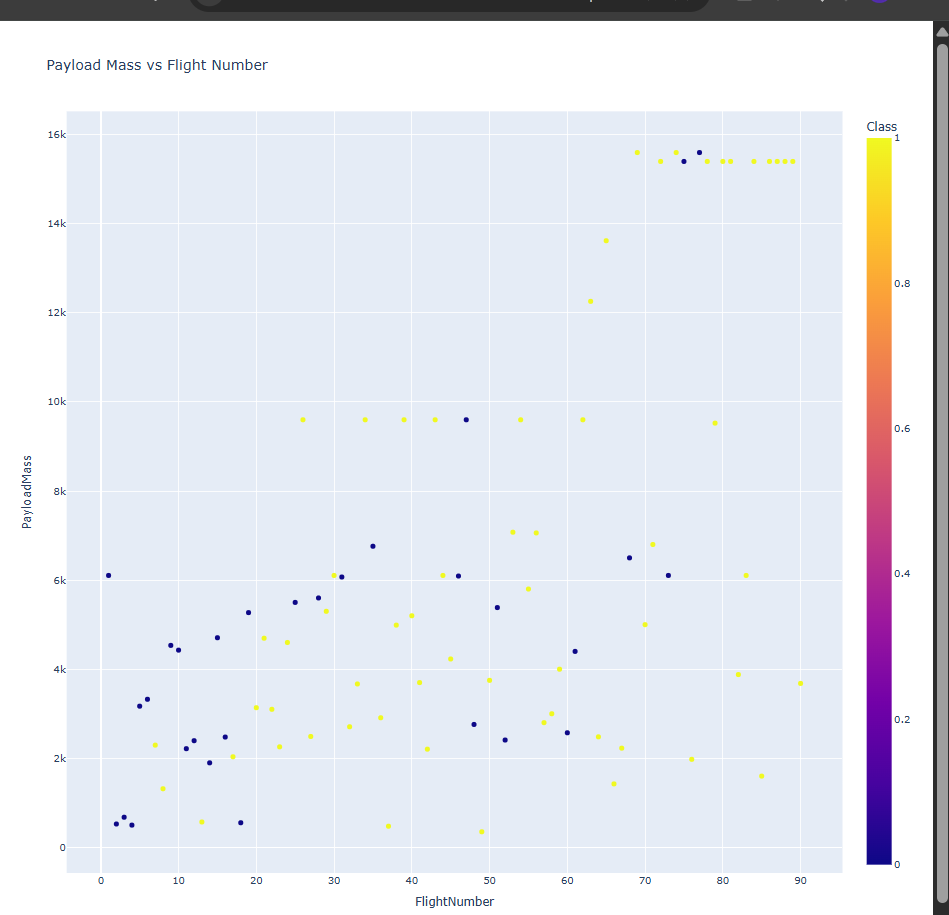 Payload Mass vs Flight Number
Class
16k
14k
12k
10k
8k
6k
4k
2k
0
PayloadMass
0 10 20 30 40 50 60 70 80 90
FlightNumber
1
0.8
0.6
0.4
0.2
0